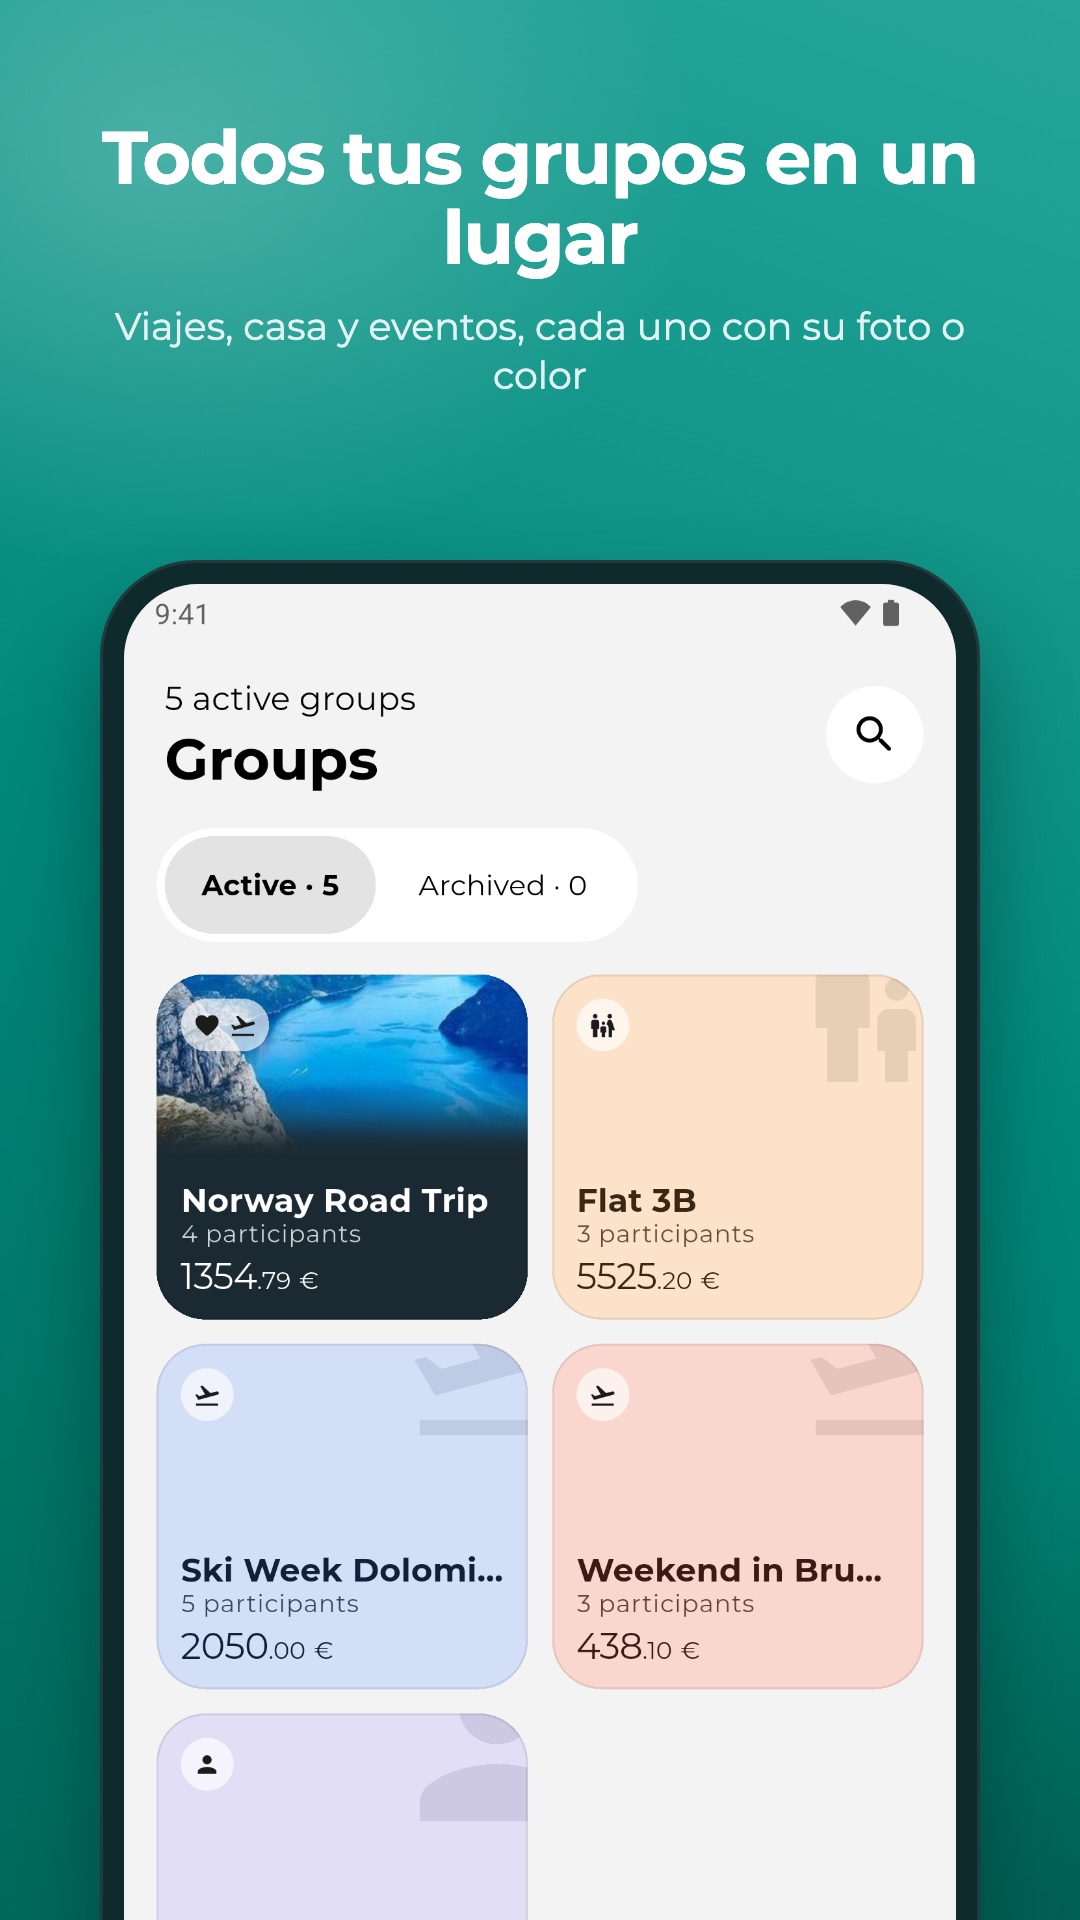 Todos tus grupos en un
lugar
Viajes, casa y eventos, cada uno con su foto o
color
9:41
5 active groups
Groups
Active · 5
Archived · 0
Norway Road Trip
4 participants
1354.79 €
Flat 3B
3 participants
5525.20 €
Ski Week Dolomi...
5 participants
2050.00 €
Weekend in Bru...
3 participants
438.10 €